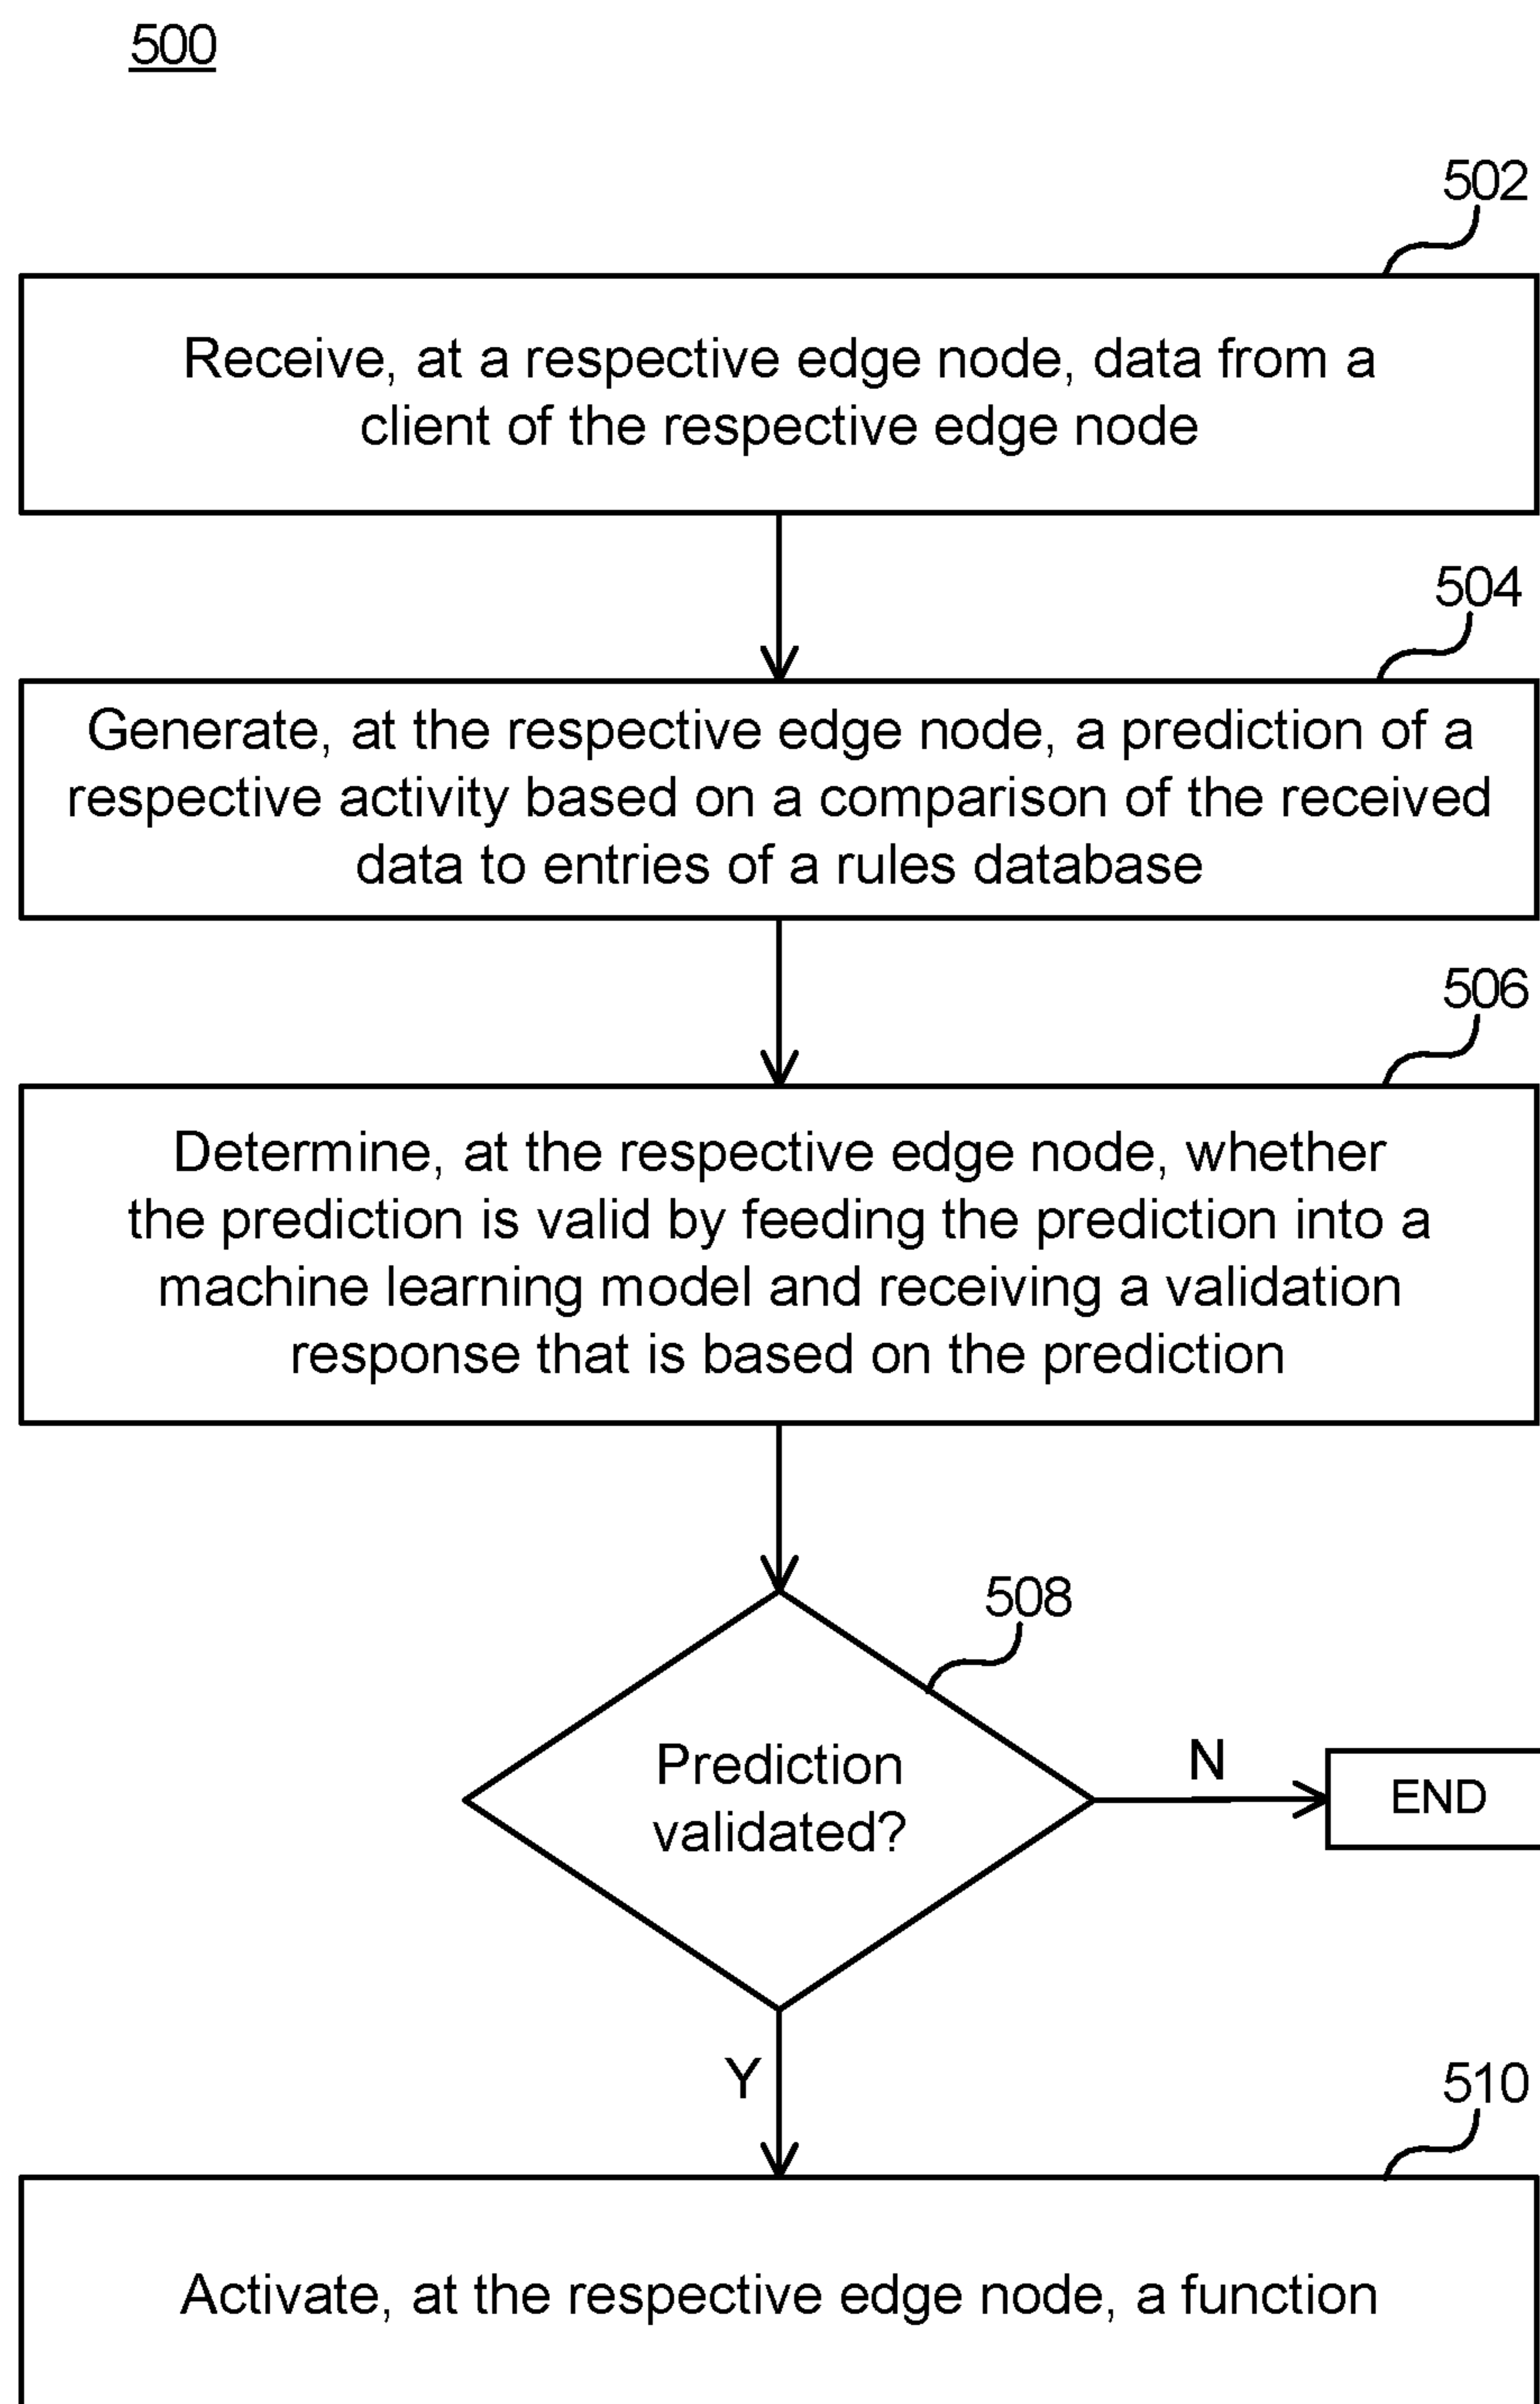 500
502
Receive, at a respective edge node, data from a
client of the respective edge node
504
Generate, at the respective edge node, a prediction of a
respective activity based on a comparison of the received
data to entries of a rules database
506
Determine, at the respective edge node, whether
the prediction is valid by feeding the prediction into a
machine learning model and receiving a validation
response that is based on the prediction
508
Prediction
validated?
N
END
Y
510
Activate, at the respective edge node, a function